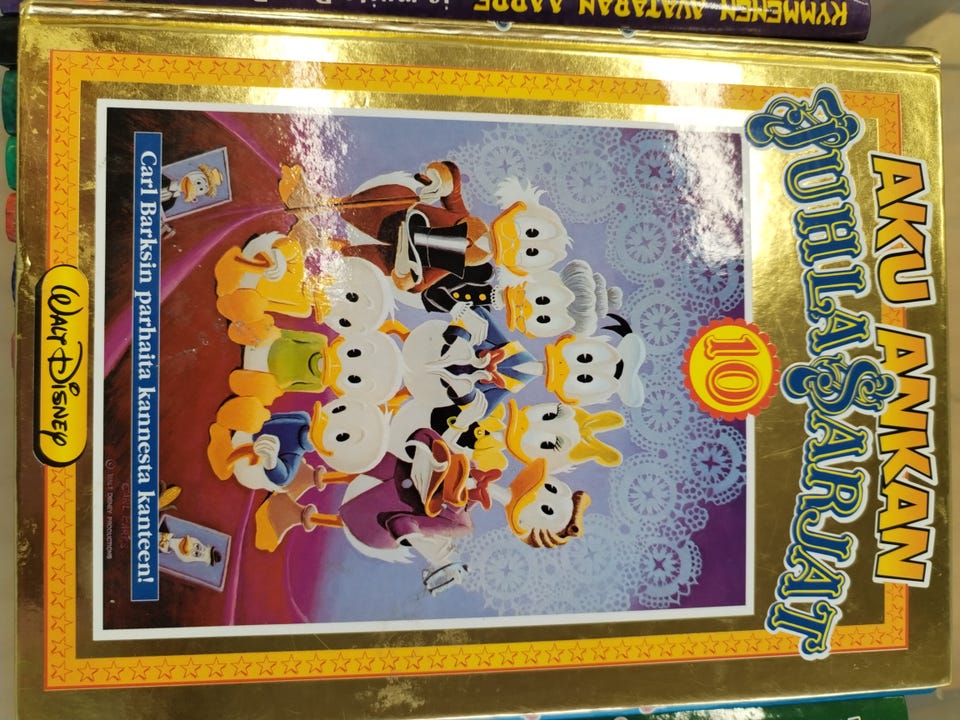 KYMMENEN AVATARAN AARRE
AKU ANKAN
JUHLASARJAT
10
Carl Barksin parhaita kannesta kanteen!
WALT DISNEY